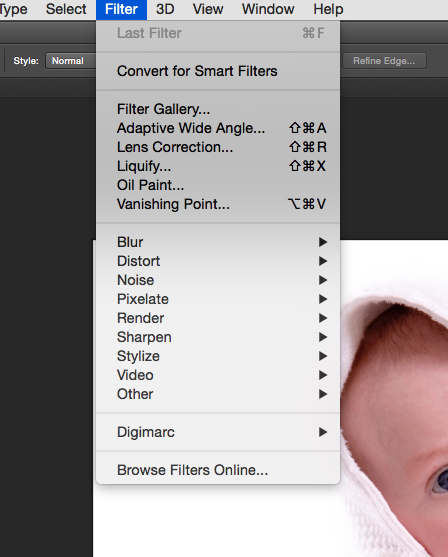 Type Select Filter 3D View Window Help
Last Filter ⌘F
Style: Normal Refine Edge...
Convert for Smart Filters
Filter Gallery...
Adaptive Wide Angle... ⇧⌘A
Lens Correction... ⇧⌘R
Liquify... ⇧⌘X
Oil Paint...
Vanishing Point... ⌥⌘V
Blur
Distort
Noise
Pixelate
Render
Sharpen
Stylize
Video
Other
Digimarc
Browse Filters Online...